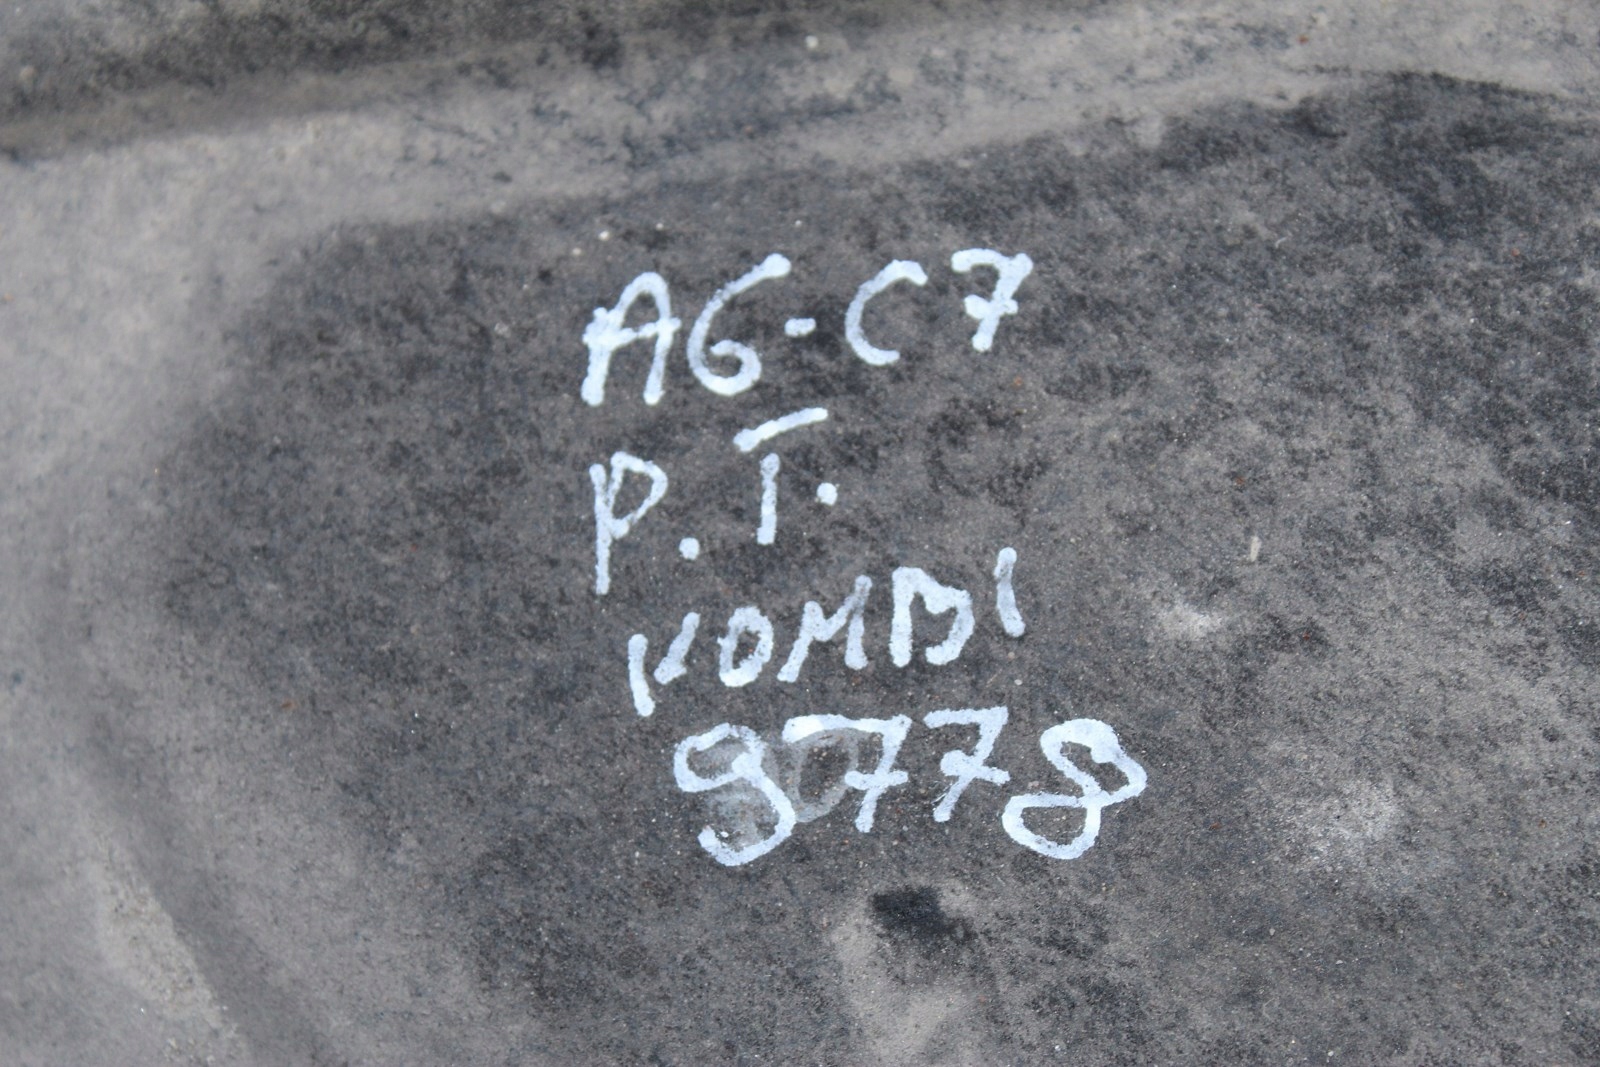 A6-C7
P.T.
KOMBI
9778